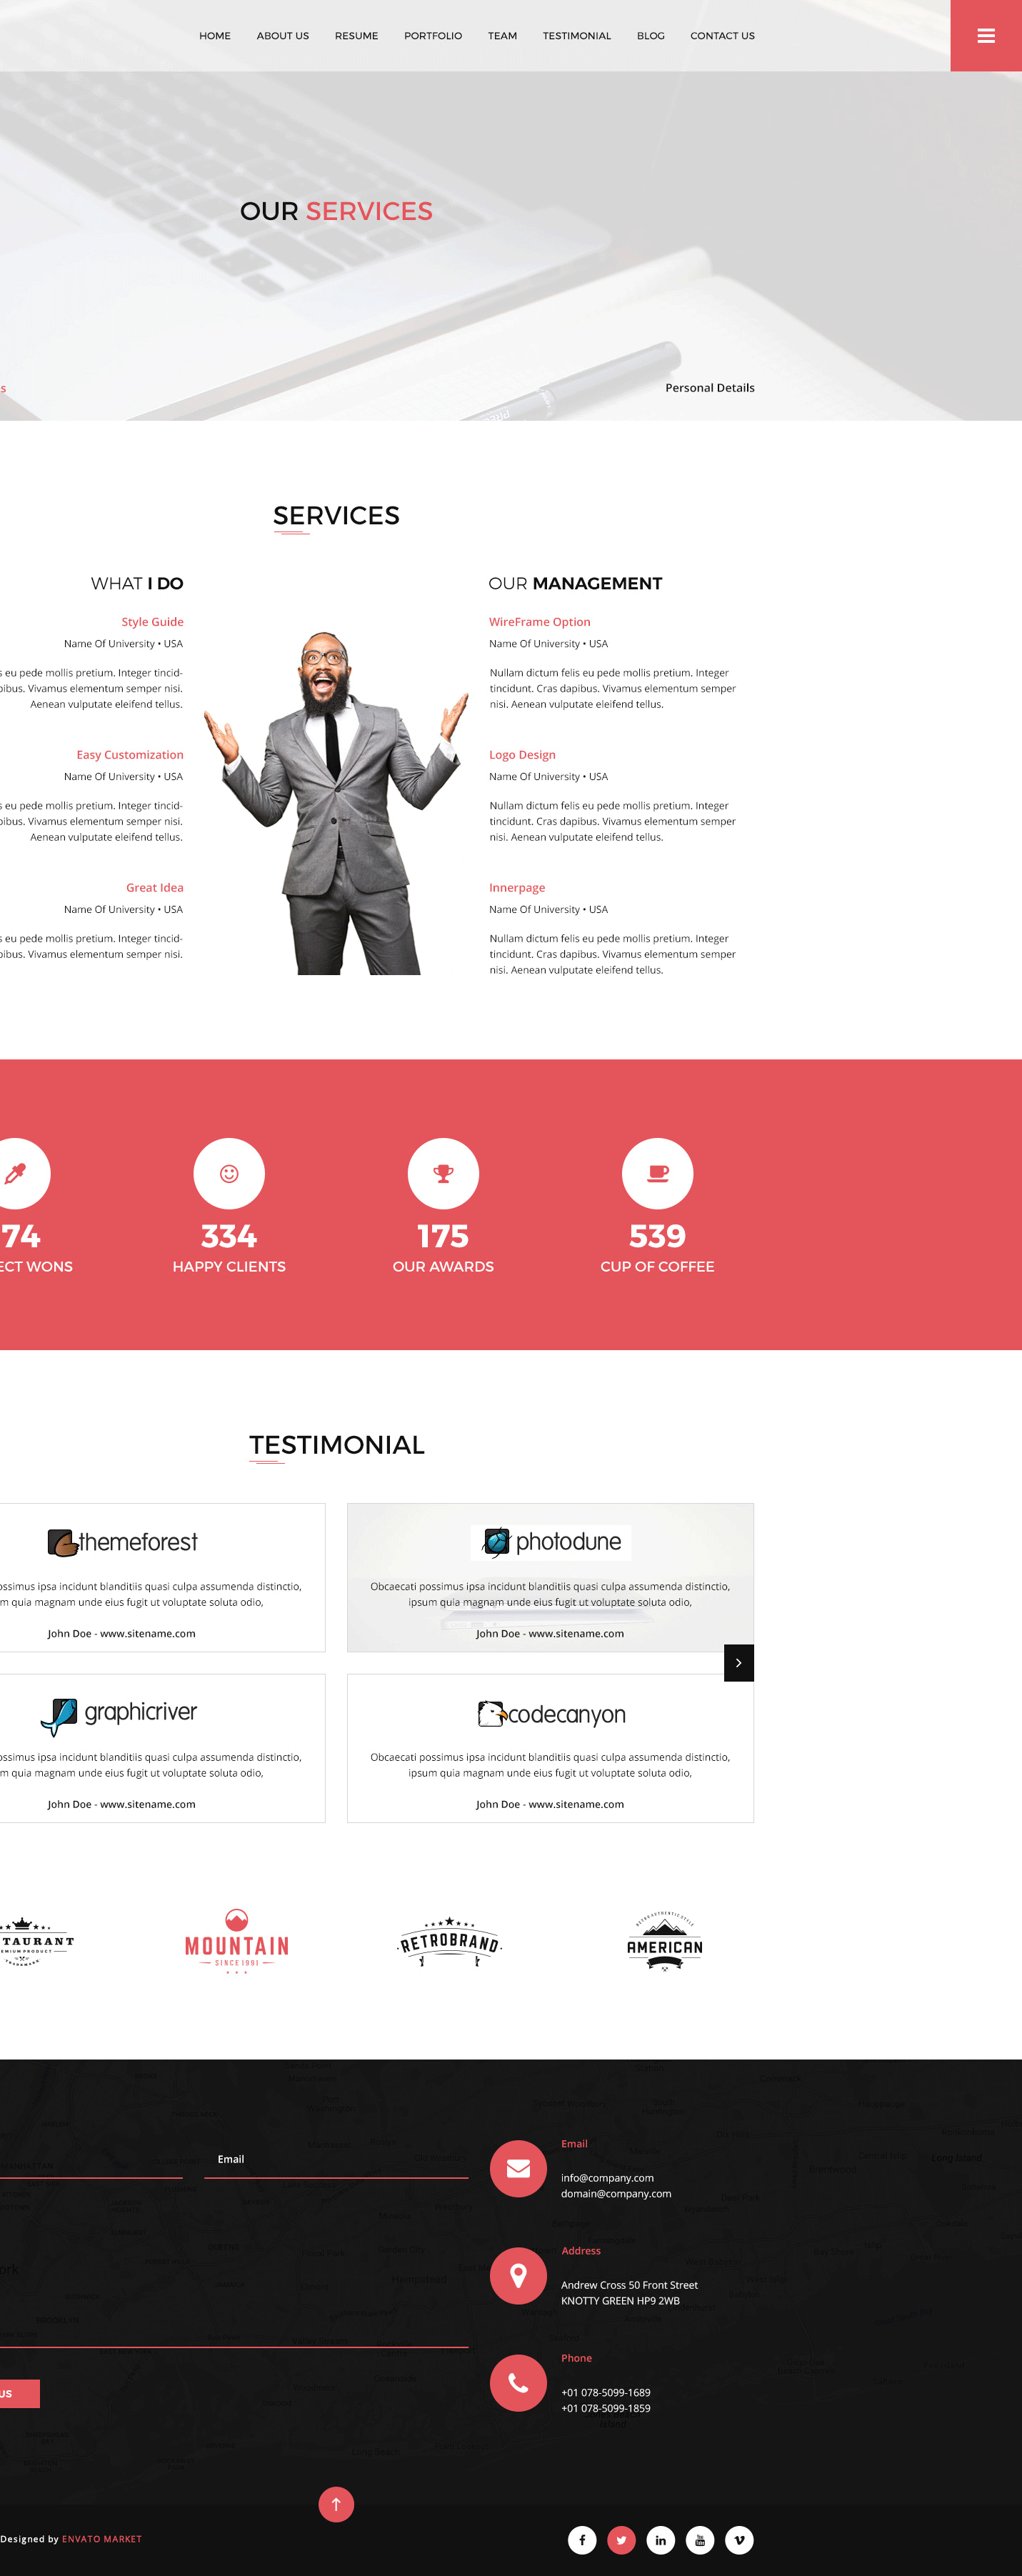 HOME ABOUT US RESUME PORTFOLIO TEAM TESTIMONIAL BLOG CONTACT US
OUR SERVICES
s Personal Details
SERVICES
WHAT I DO
Style Guide
Name Of University • USA
s eu pede mollis pretium. Integer tincid-
pibus. Vivamus elementum semper nisi.
Aenean vulputate eleifend tellus.
Easy Customization
Name Of University • USA
s eu pede mollis pretium. Integer tincid-
pibus. Vivamus elementum semper nisi.
Aenean vulputate eleifend tellus.
Great Idea
Name Of University • USA
s eu pede mollis pretium. Integer tincid-
pibus. Vivamus elementum semper nisi.
OUR MANAGEMENT
WireFrame Option
Name Of University • USA
Nullam dictum felis eu pede mollis pretium. Integer
tincidunt. Cras dapibus. Vivamus elementum semper
nisi. Aenean vulputate eleifend tellus.
Logo Design
Name Of University • USA
Nullam dictum felis eu pede mollis pretium. Integer
tincidunt. Cras dapibus. Vivamus elementum semper
nisi. Aenean vulputate eleifend tellus.
Innerpage
Name Of University • USA
Nullam dictum felis eu pede mollis pretium. Integer
tincidunt. Cras dapibus. Vivamus elementum semper
nisi. Aenean vulputate eleifend tellus.
74 334 175 539
ECT WONS HAPPY CLIENTS OUR AWARDS CUP OF COFFEE
TESTIMONIAL
themeforest
ossimus ipsa incidunt blanditiis quasi culpa assumenda distinctio,
m quia magnam unde eius fugit ut voluptate soluta odio,
John Doe - www.sitename.com
photodune
Obcaecati possimus ipsa incidunt blanditiis quasi culpa assumenda distinctio,
ipsum quia magnam unde eius fugit ut voluptate soluta odio,
John Doe - www.sitename.com
graphicriver
ossimus ipsa incidunt blanditiis quasi culpa assumenda distinctio,
m quia magnam unde eius fugit ut voluptate soluta odio,
John Doe - www.sitename.com
codecanyon
Obcaecati possimus ipsa incidunt blanditiis quasi culpa assumenda distinctio,
ipsum quia magnam unde eius fugit ut voluptate soluta odio,
John Doe - www.sitename.com
TAURANT
EMIUM PRODUCT
TRADEMARK
MOUNTAIN
SINCE 1991
RETROBRAND
RETRO AUTHENTIC STYLE
AMERICAN
Email
US
Email
info@company.com
domain@company.com
Address
Andrew Cross 50 Front Street
KNOTTY GREEN HP9 2WB
Phone
+01 078-5099-1689
+01 078-5099-1859
Designed by ENVATO MARKET